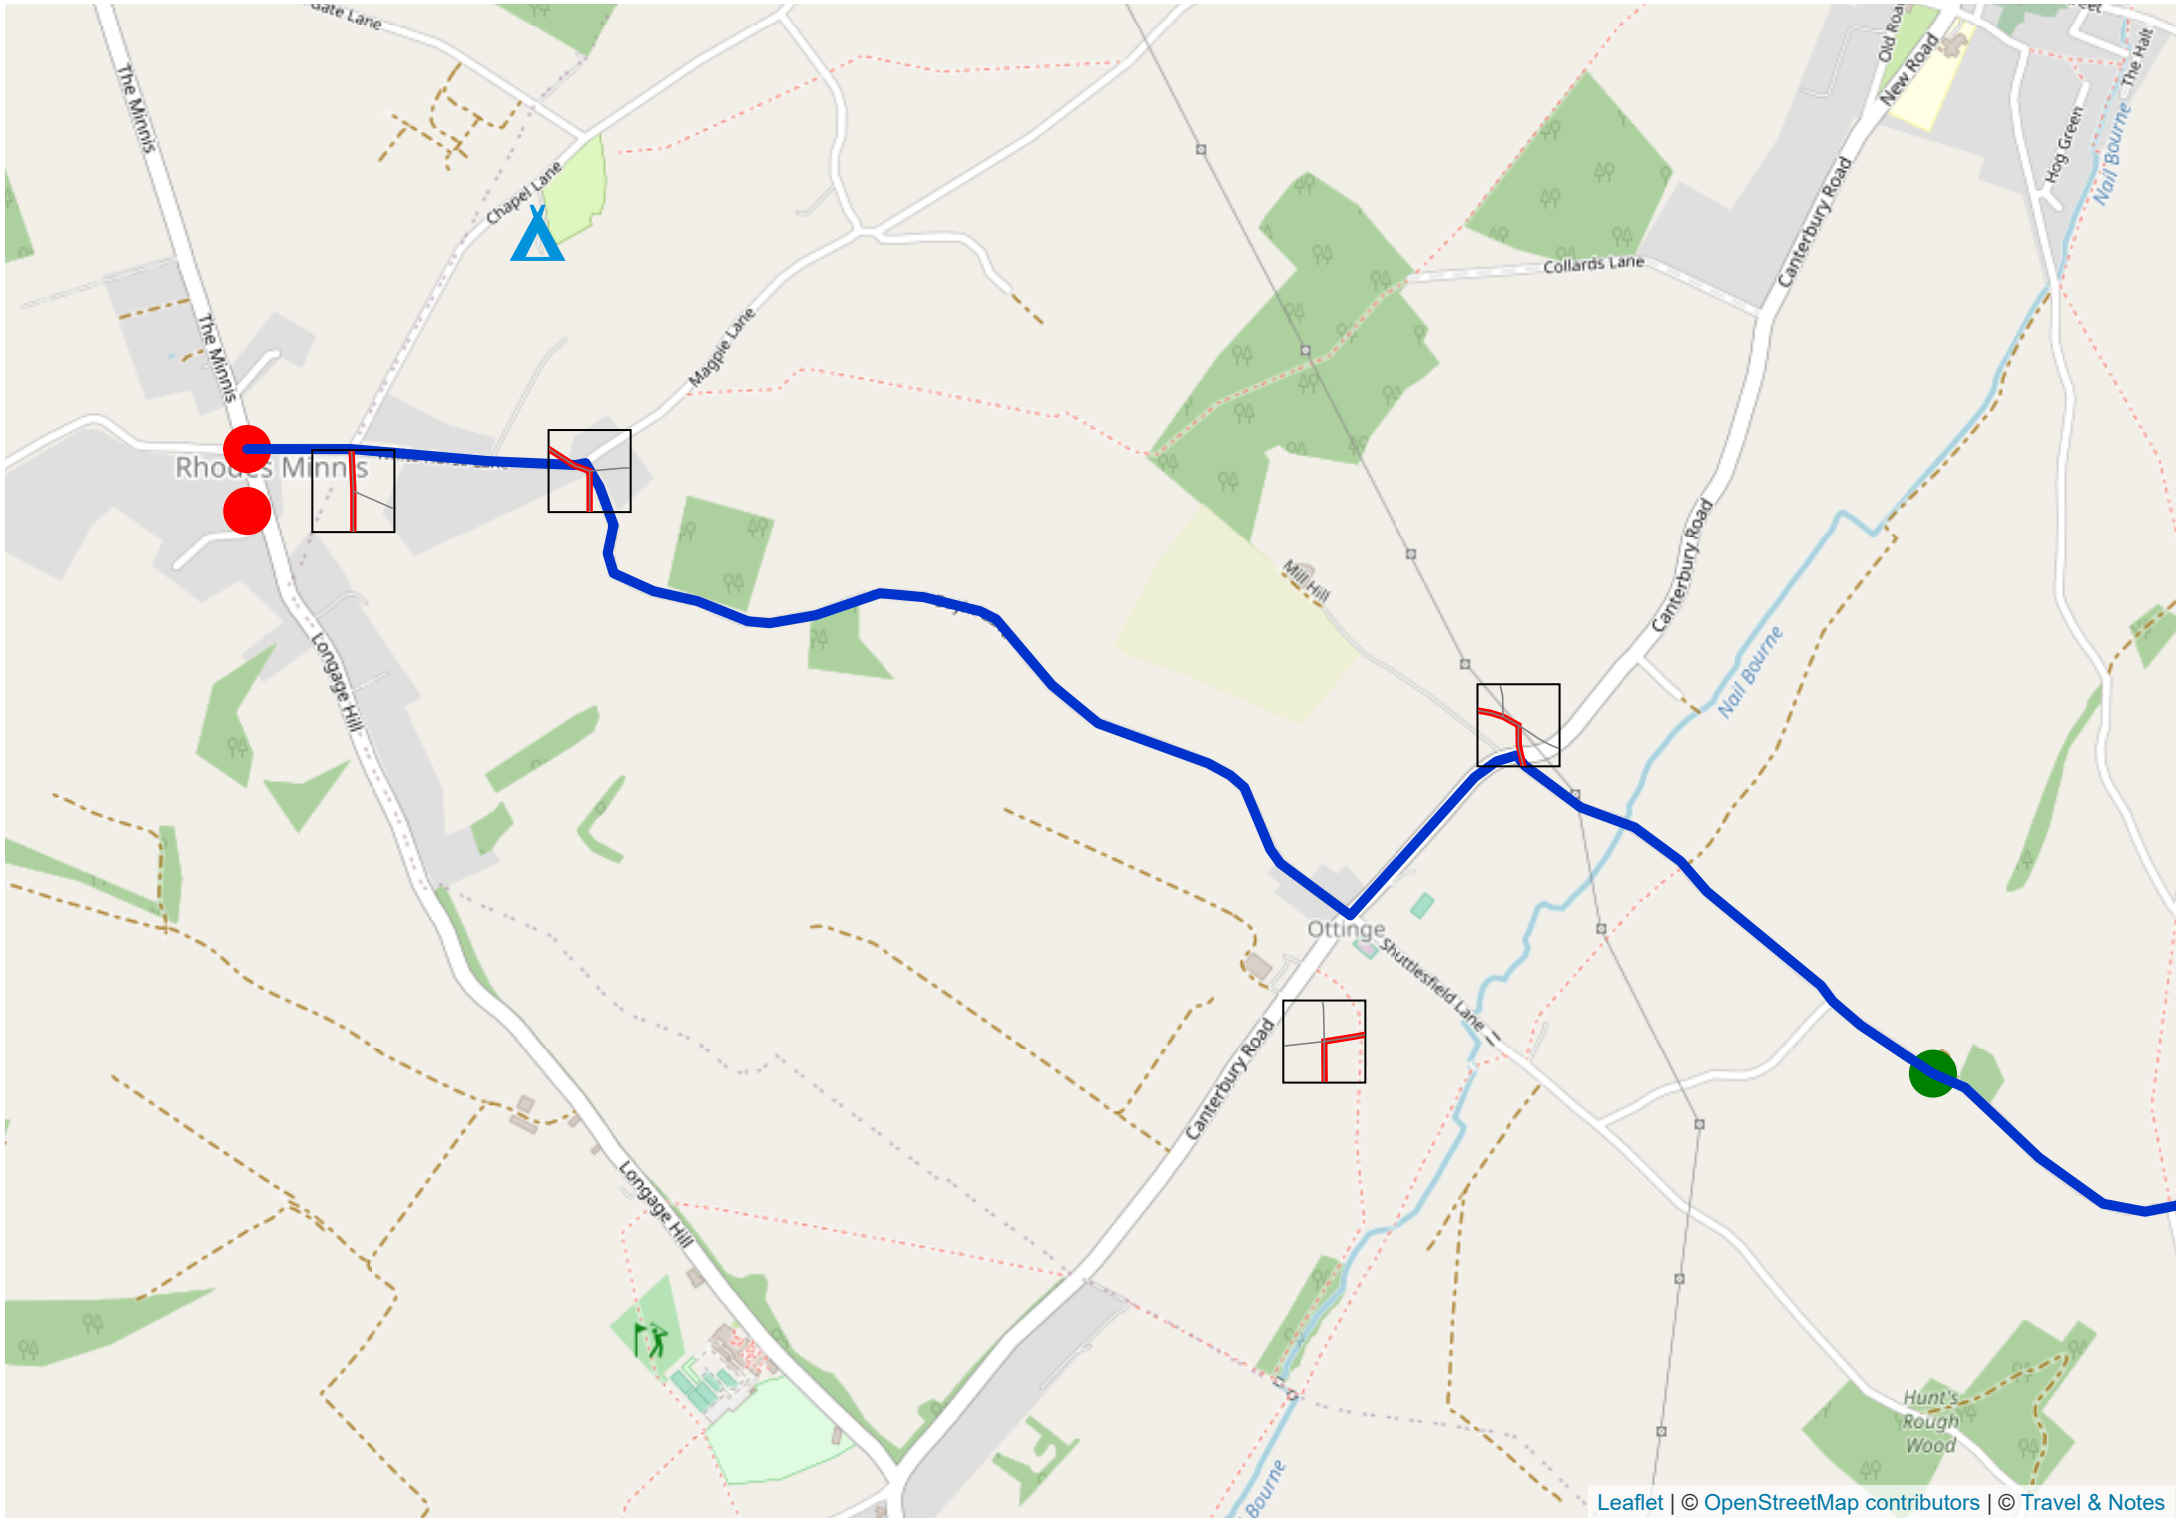 Gate Lane
The Minnis
Old Road
New Road
The Halt
Hog Green
Nail Bourne
Chapel Lane
Canterbury Road
Collards Lane
The Minnis
Magpie Lane
Rhodes Minnis
Canterbury Road
Mill Hill
Longage Hill
Nail Bourne
Ottinge
Shuttlesfield Lane
Canterbury Road
Longage Hill
Hunt's
Rough
Wood
Bourne
Leaflet | © OpenStreetMap contributors | © Travel & Notes